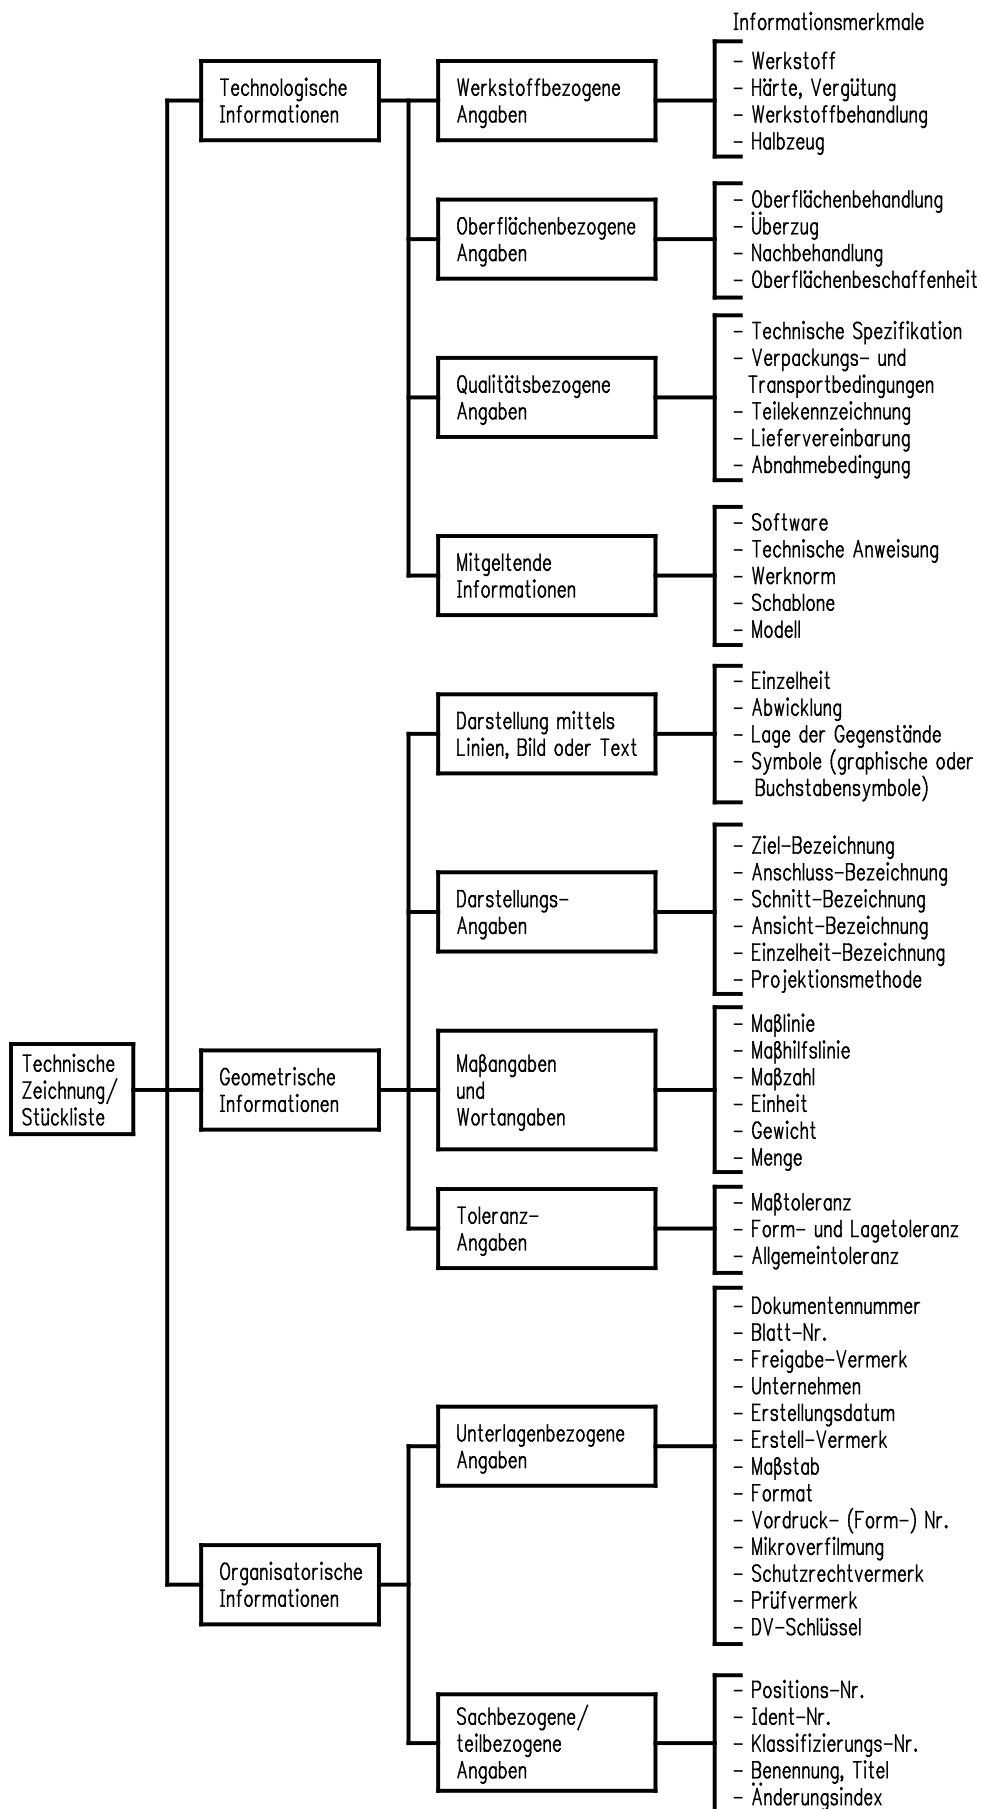 Informationsmerkmale
Technologische
Informationen
Werkstoffbezogene
Angaben
- Werkstoff
- Härte, Vergütung
- Werkstoffbehandlung
- Halbzeug
Oberflächenbezogene
Angaben
- Oberflächenbehandlung
- Überzug
- Nachbehandlung
- Oberflächenbeschaffenheit
Qualitätsbezogene
Angaben
- Technische Spezifikation
- Verpackungs- und
Transportbedingungen
- Teilekennzeichnung
- Liefervereinbarung
- Abnahmebedingung
Mitgeltende
Informationen
- Software
- Technische Anweisung
- Werknorm
- Schablone
- Modell
Technische
Zeichnung/
Stückliste
Geometrische
Informationen
Darstellung mittels
Linien, Bild oder Text
- Einzelheit
- Abwicklung
- Lage der Gegenstände
- Symbole (graphische oder
Buchstabensymbole)
Darstellungs-
Angaben
- Ziel-Bezeichnung
- Anschluss-Bezeichnung
- Schnitt-Bezeichnung
- Ansicht-Bezeichnung
- Einzelheit-Bezeichnung
- Projektionsmethode
Maßangaben
und
Wortangaben
- Maßlinie
- Maßhilfslinie
- Maßzahl
- Einheit
- Gewicht
- Menge
Toleranz-
Angaben
- Maßtoleranz
- Form- und Lagetoleranz
- Allgemeintoleranz
Organisatorische
Informationen
Unterlagenbezogene
Angaben
- Dokumentennummer
- Blatt-Nr.
- Freigabe-Vermerk
- Unternehmen
- Erstellungsdatum
- Erstell-Vermerk
- Maßstab
- Format
- Vordruck- (Form-) Nr.
- Mikroverfilmung
- Schutzrechtvermerk
- Prüfvermerk
- DV-Schlüssel
Sachbezogene/
teilbezogene
Angaben
- Positions-Nr.
- Ident-Nr.
- Klassifizierungs-Nr.
- Benennung, Titel
- Änderungsindex